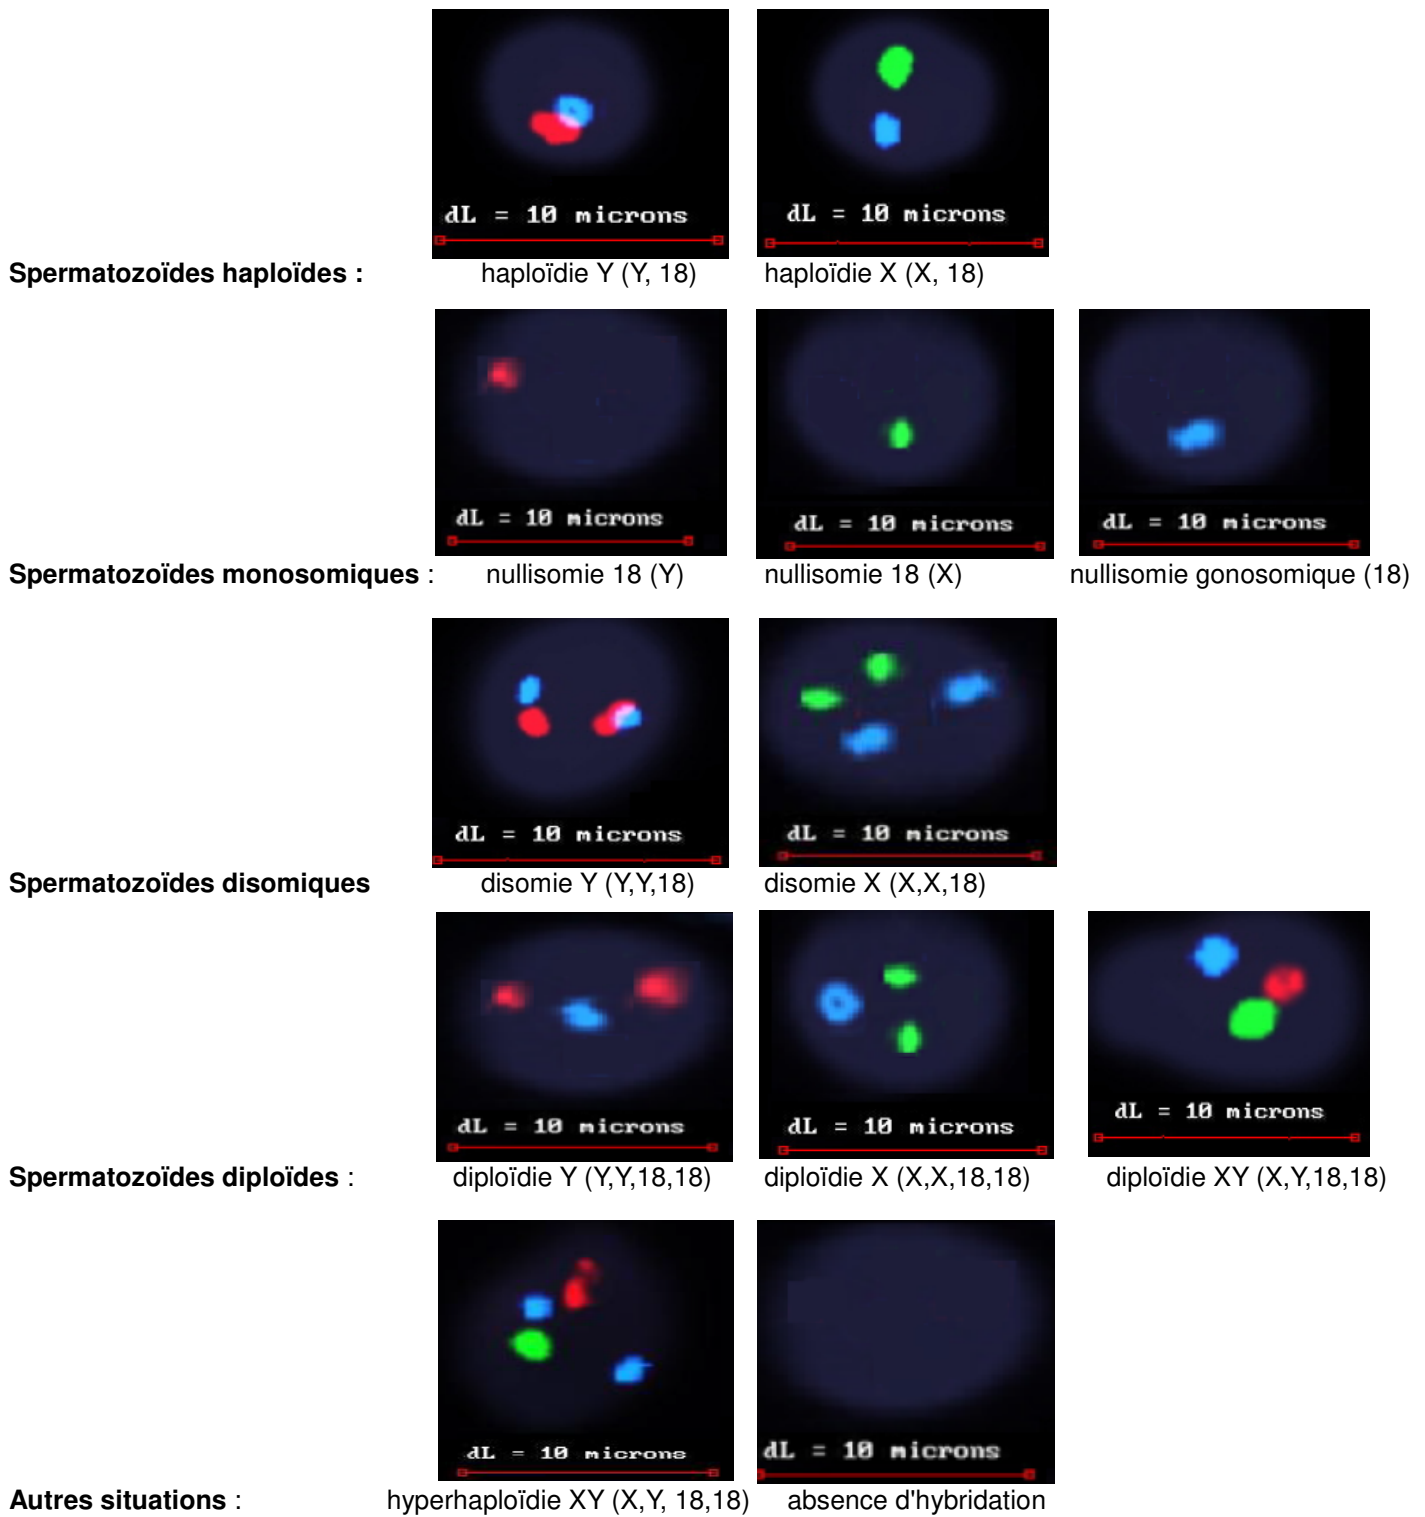 dL = 10 microns
dL = 10 microns
Spermatozoïdes haploïdes : haploïdie Y (Y, 18) haploïdie X (X, 18)
dL = 10 microns
dL = 10 microns
dL = 10 microns
Spermatozoïdes monosomiques : nullisomie 18 (Y) nullisomie 18 (X) nullisomie gonosomique (18)
dL = 10 microns
dL = 10 microns
Spermatozoïdes disomiques disomie Y (Y,Y,18) disomie X (X,X,18)
dL = 10 microns
dL = 10 microns
dL = 10 microns
Spermatozoïdes diploïdes : diploïdie Y (Y,Y,18,18) diploïdie X (X,X,18,18) diploïdie XY (X,Y,18,18)
dL = 10 microns
dL = 10 microns
Autres situations : hyperhaploïdie XY (X,Y, 18,18) absence d'hybridation